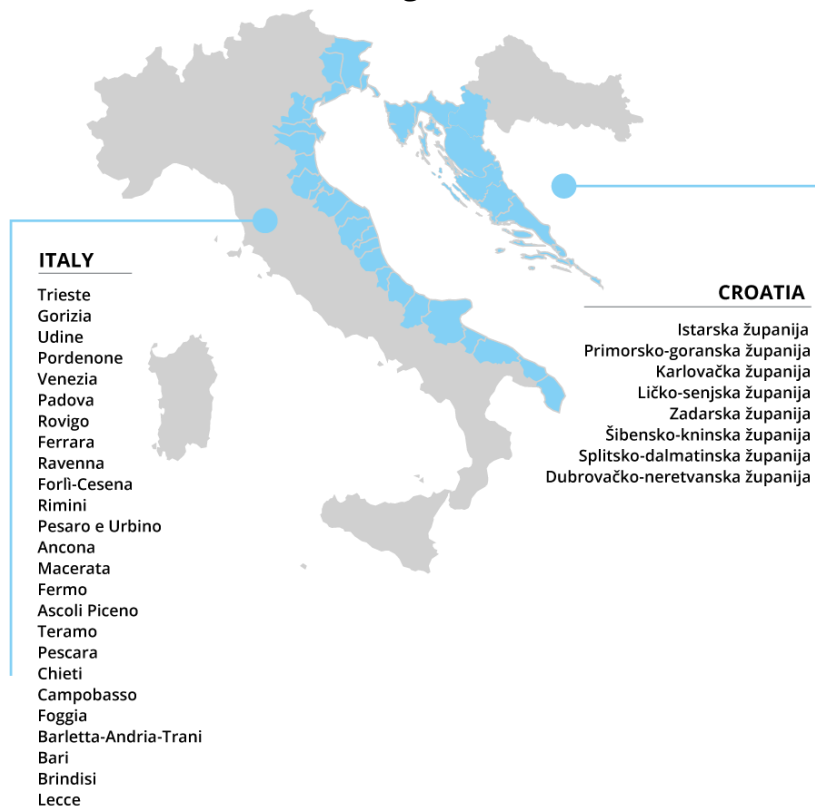 ITALY
Trieste
Gorizia
Udine
Pordenone
Venezia
Padova
Rovigo
Ferrara
Ravenna
Forlì-Cesena
Rimini
Pesaro e Urbino
Ancona
Macerata
Fermo
Ascoli Piceno
Teramo
Pescara
Chieti
Campobasso
Foggia
Barletta-Andria-Trani
Bari
Brindisi
Lecce
CROATIA
Istarska županija
Primorsko-goranska županija
Karlovačka županija
Ličko-senjska županija
Zadarska županija
Šibensko-kninska županija
Splitsko-dalmatinska županija
Dubrovačko-neretvanska županija